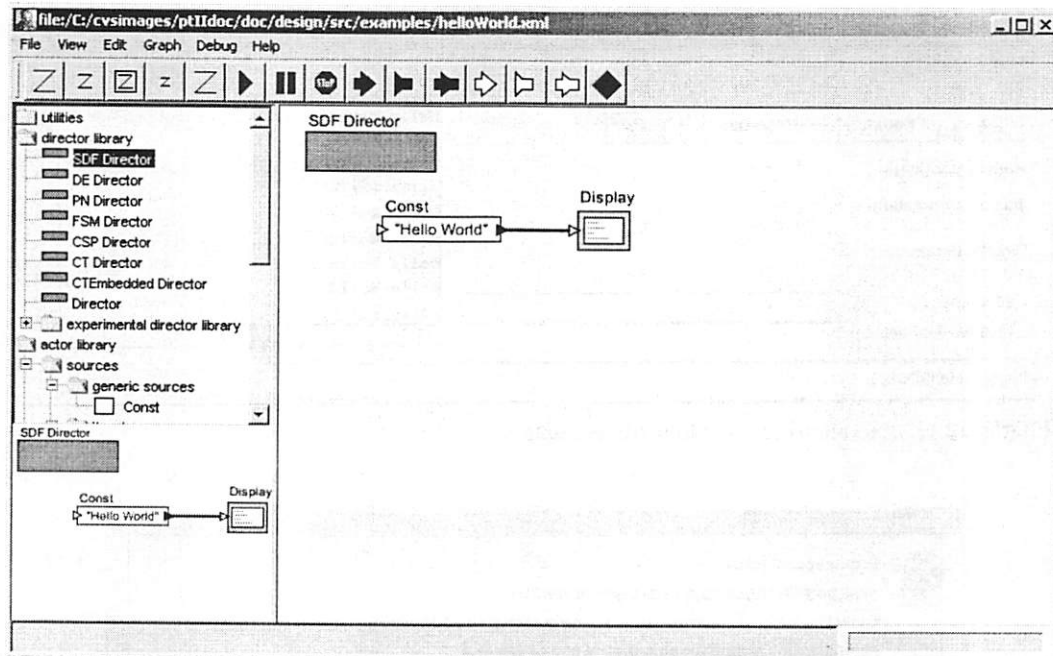 file:/C:/cvsimages/ptIIdoc/doc/design/src/examples/helloWorld.xml
File View Edit Graph Debug Help
STOP
utilities
director library
SDF Director
DE Director
PN Director
FSM Director
CSP Director
CT Director
CTEmbedded Director
Director
experimental director library
actor library
sources
generic sources
Const
SDF Director
Const
"Hello World"
Display
SDF Director
Const
"Hello World"
Display